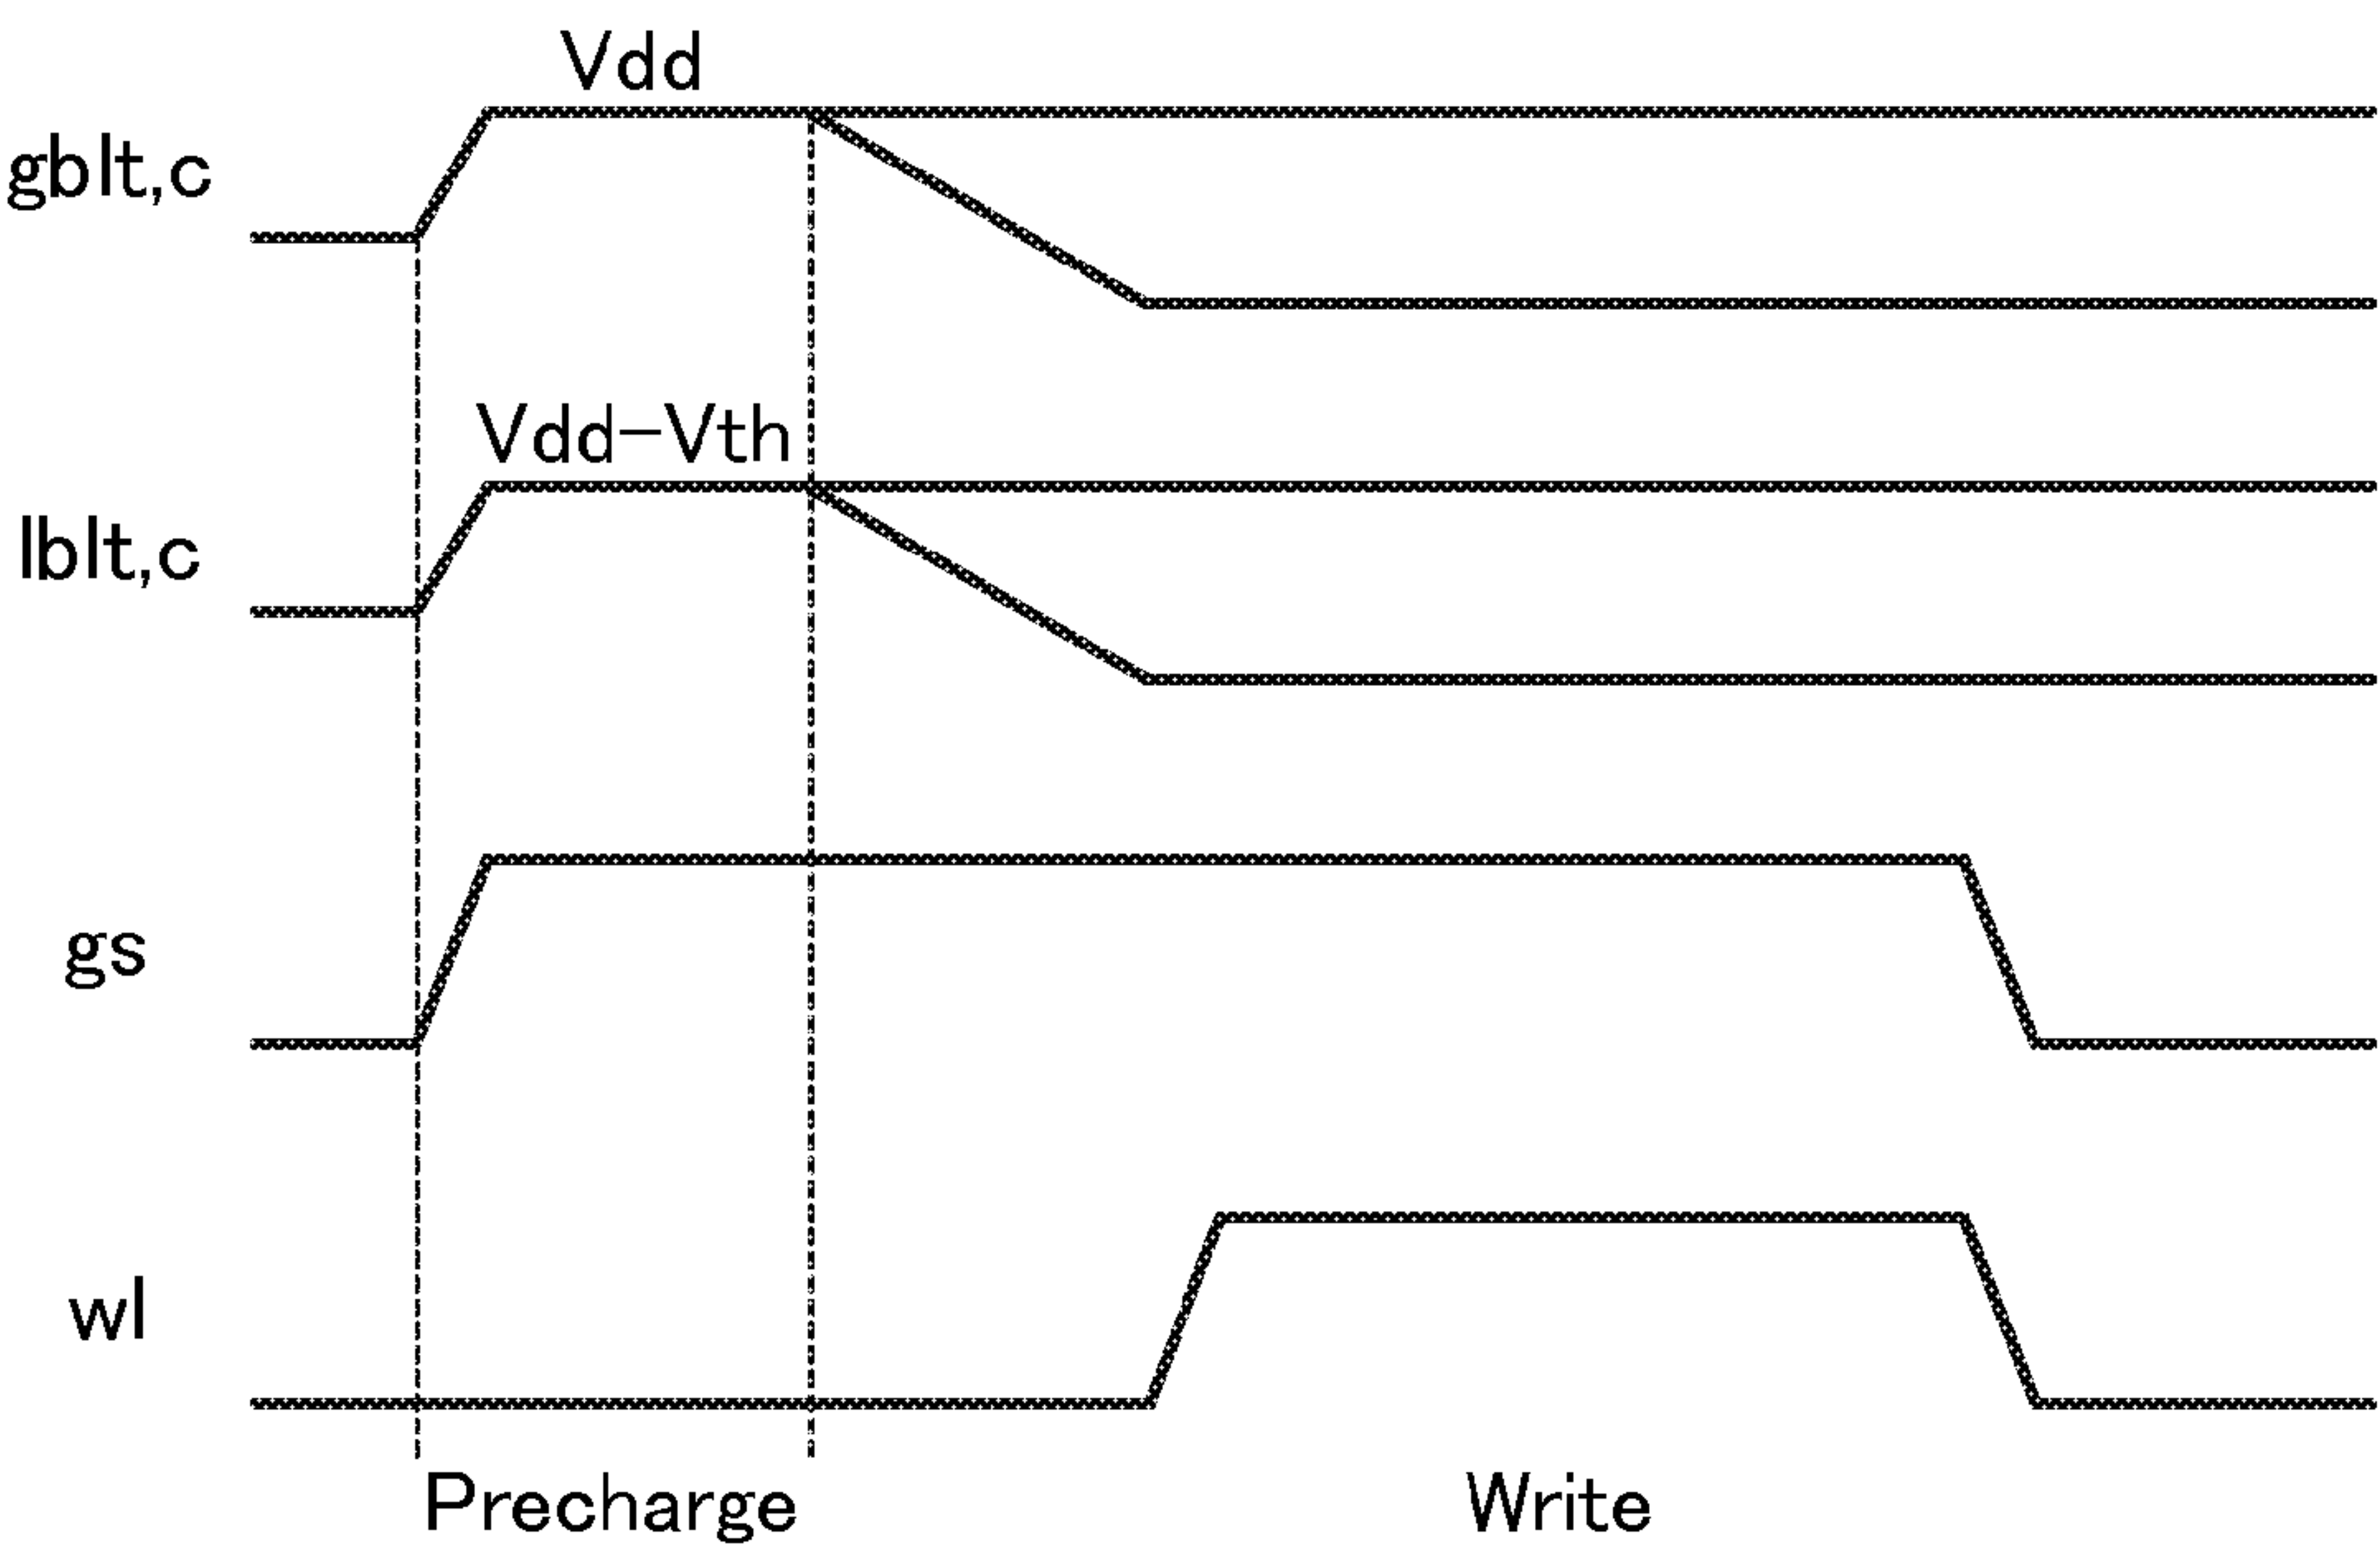 Vdd
gblt,c
Vdd-Vth
lblt,c
gs
wl
Precharge
Write